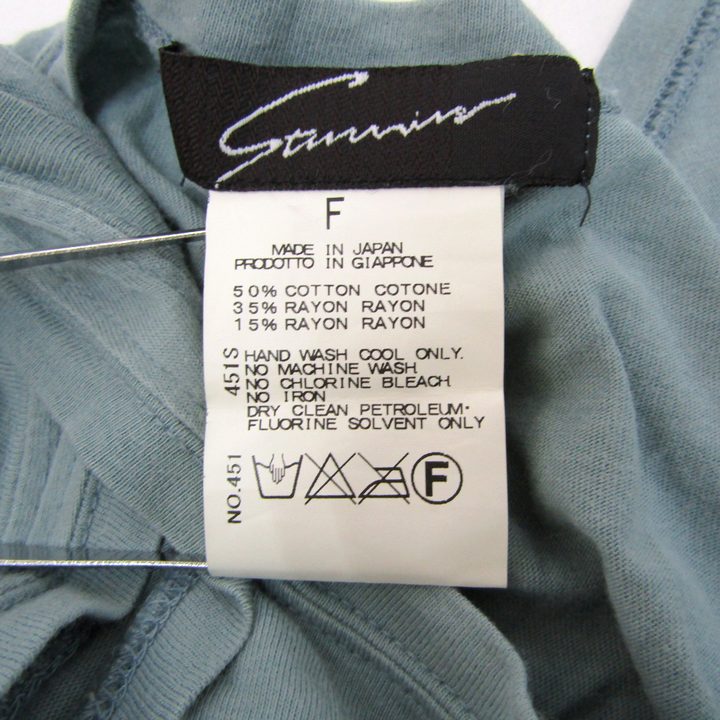 F
MADE IN JAPAN
PRODOTTO IN GIAPPONE
50% COTTON COTONE
35% RAYON RAYON
15% RAYON RAYON
HAND WASH COOL ONLY.
NO MACHINE WASH
NO CHLORINE BLEACH
NO IRON
DRY CLEAN PETROLEUM·
FLUORINE SOLVENT ONLY
F
NO.451 451S